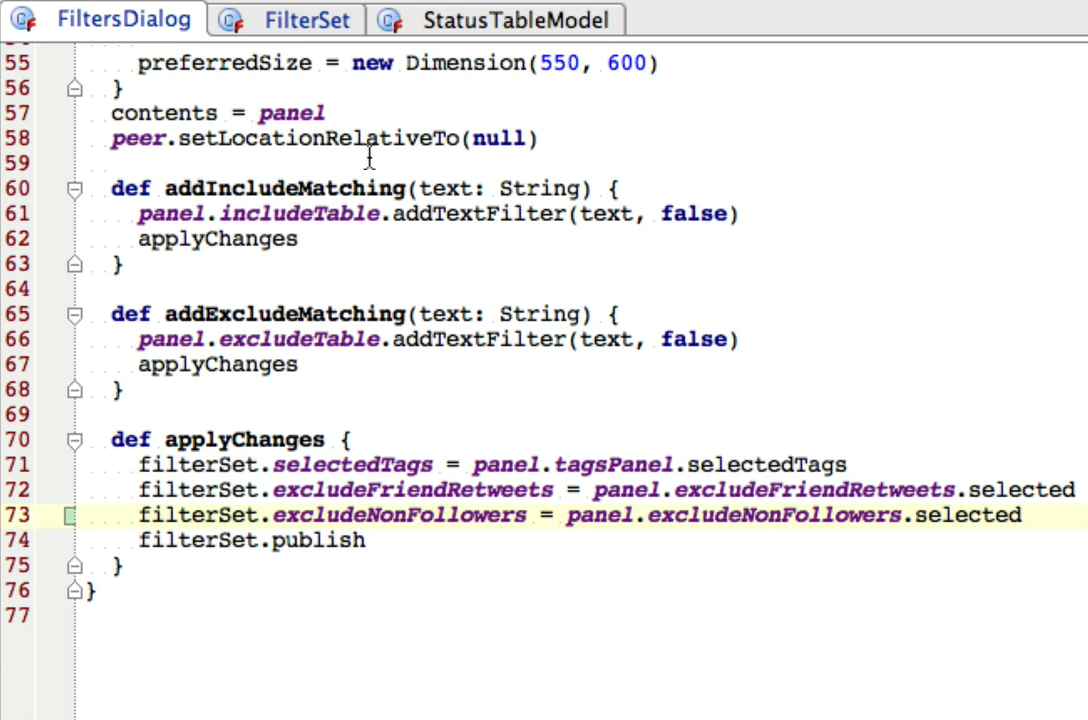 FiltersDialog FilterSet StatusTableModel
55 preferredSize = new Dimension(550, 600)
56 }
57 contents = panel
58 peer.setLocationRelativeTo(null)
59
60 def addIncludeMatching(text: String) {
61 panel.includeTable.addTextFilter(text, false)
62 applyChanges
63 }
64
65 def addExcludeMatching(text: String) {
66 panel.excludeTable.addTextFilter(text, false)
67 applyChanges
68 }
69
70 def applyChanges {
71 filterSet.selectedTags = panel.tagsPanel.selectedTags
72 filterSet.excludeFriendRetweets = panel.excludeFriendRetweets.selected
73 filterSet.excludeNonFollowers = panel.excludeNonFollowers.selected
74 filterSet.publish
75 }
76 }
77